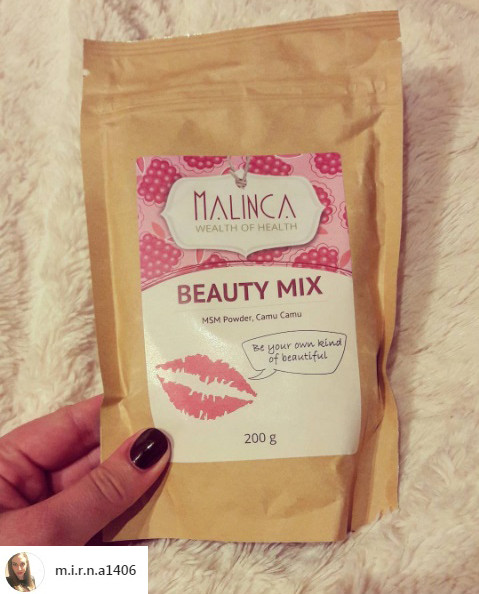 MALINCA
WEALTH OF HEALTH
BEAUTY MIX
MSM Powder, Camu Camu
Be your own kind
of beautiful
200 g
m.i.r.n.a1406